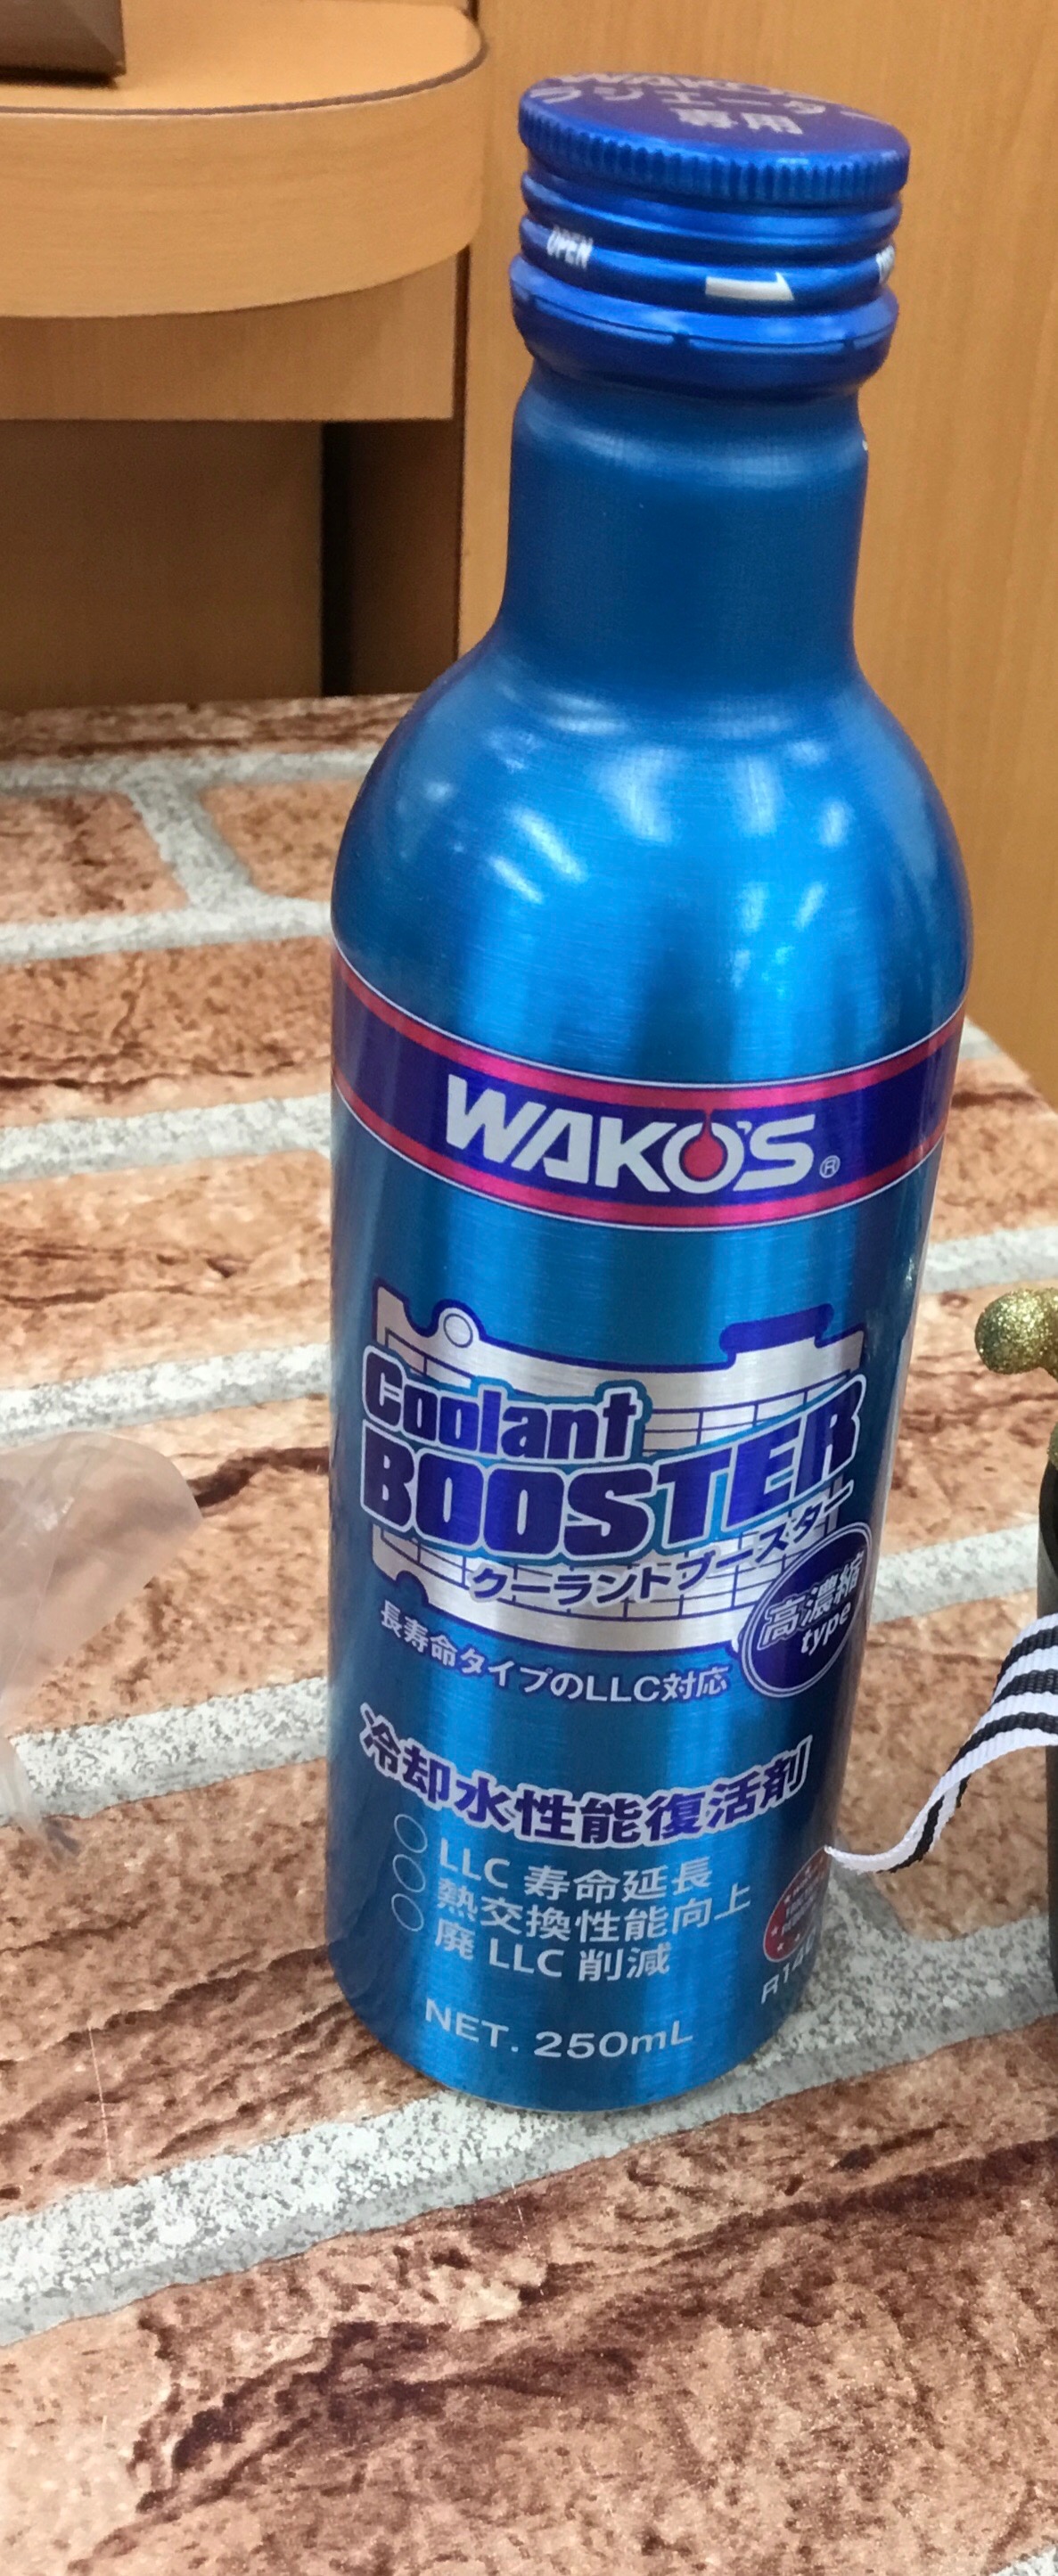 WAKO'S
ラジエーター
専用
OPEN
WAKO'S®
Coolant
BOOSTER
クーラントブースター
高濃縮
type
長寿命タイプのLLC対応
冷却水性能復活剤
○ LLC 寿命延長
○ 熱交換性能向上
○ 廃 LLC 削減
NET. 250mL